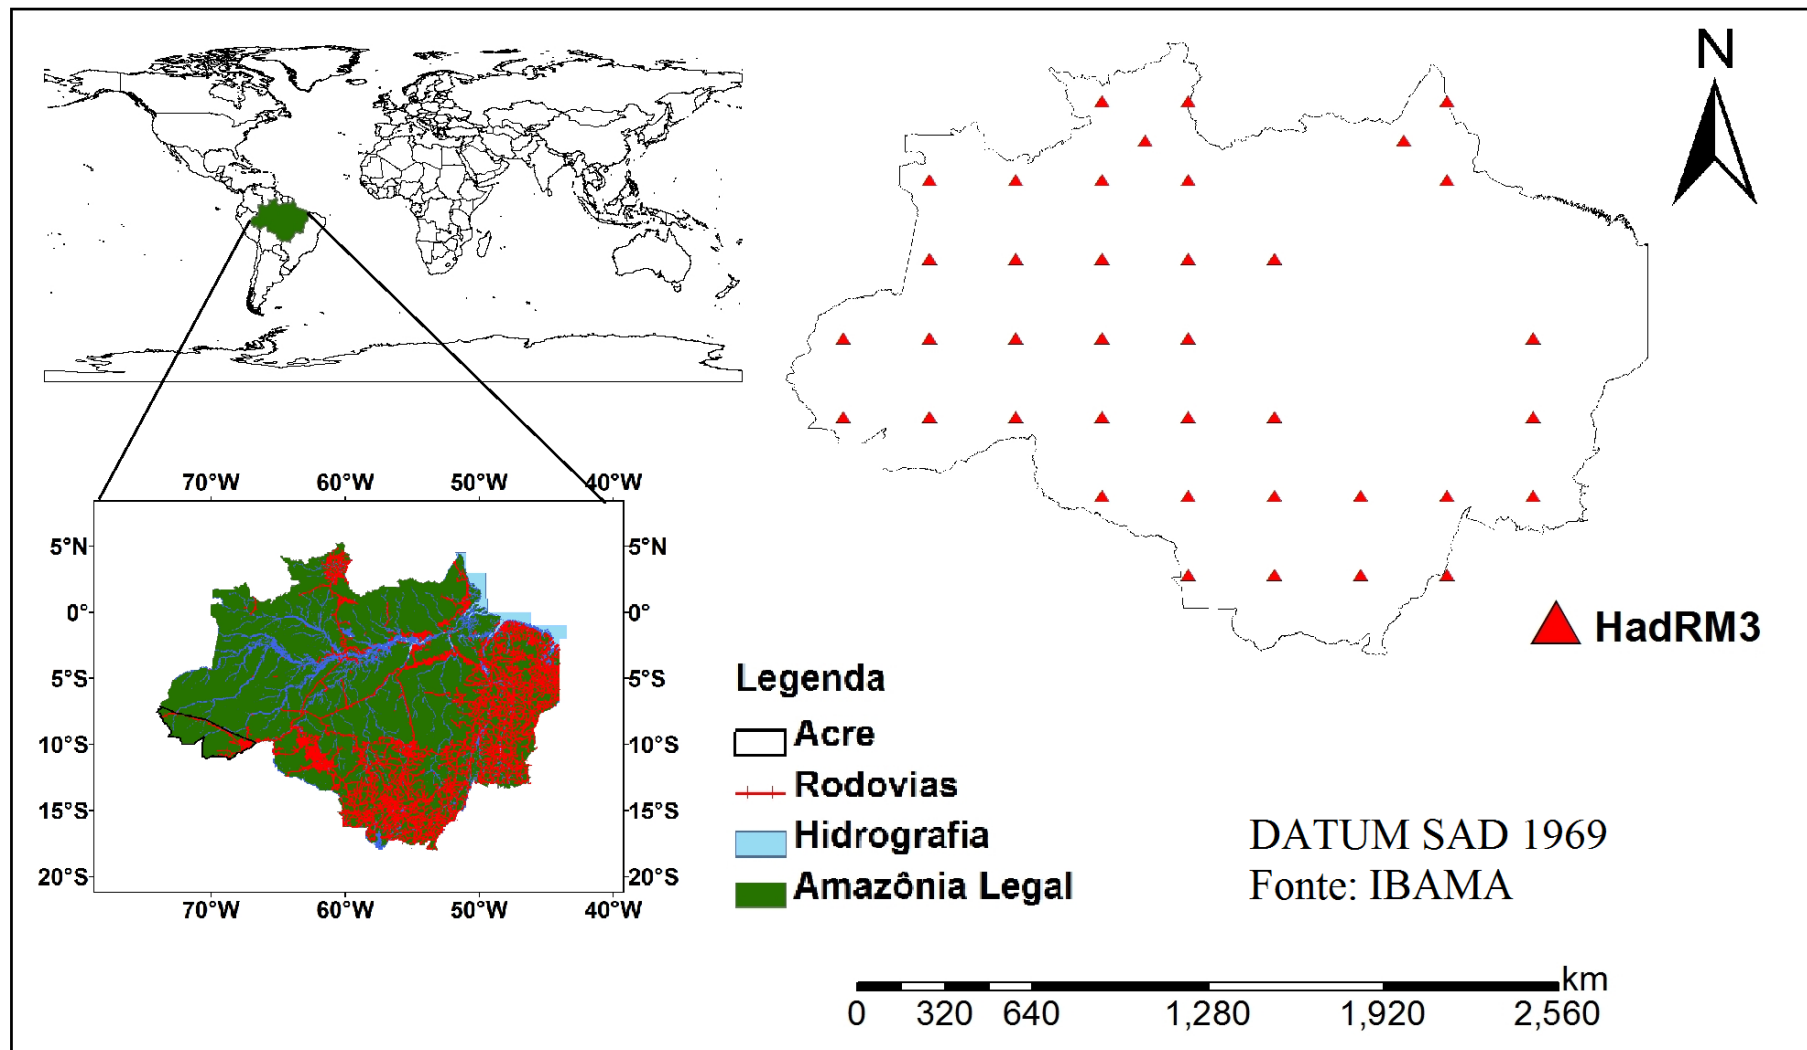 N
HadRM3
70°W 60°W 50°W 40°W
5°N 5°N
0° 0°
5°S 5°S
10°S 10°S
15°S 15°S
20°S 20°S
70°W 60°W 50°W 40°W
Legenda
Acre
Rodovias
Hidrografia
Amazônia Legal
DATUM SAD 1969
Fonte: IBAMA
km
0 320 640 1,280 1,920 2,560